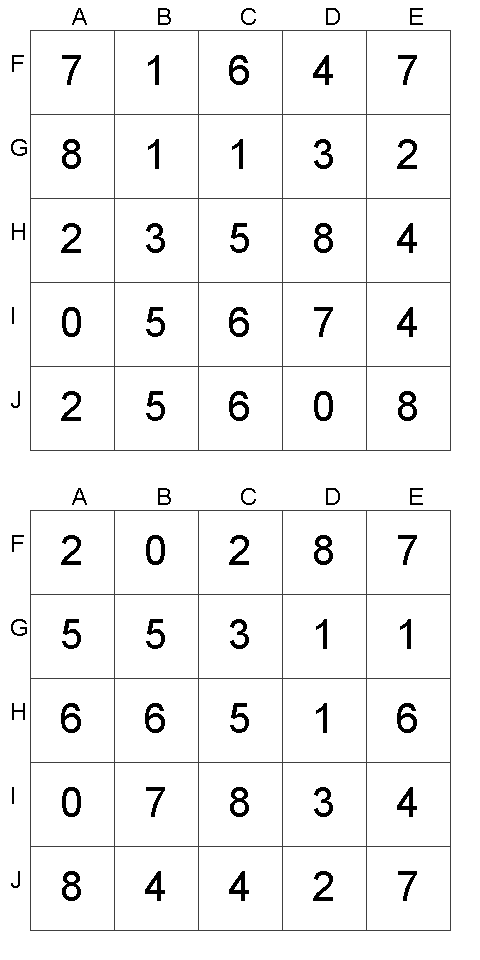 A B C D E
F 7 1 6 4 7
G 8 1 1 3 2
H 2 3 5 8 4
I 0 5 6 7 4
J 2 5 6 0 8
A B C D E
F 2 0 2 8 7
G 5 5 3 1 1
H 6 6 5 1 6
I 0 7 8 3 4
J 8 4 4 2 7